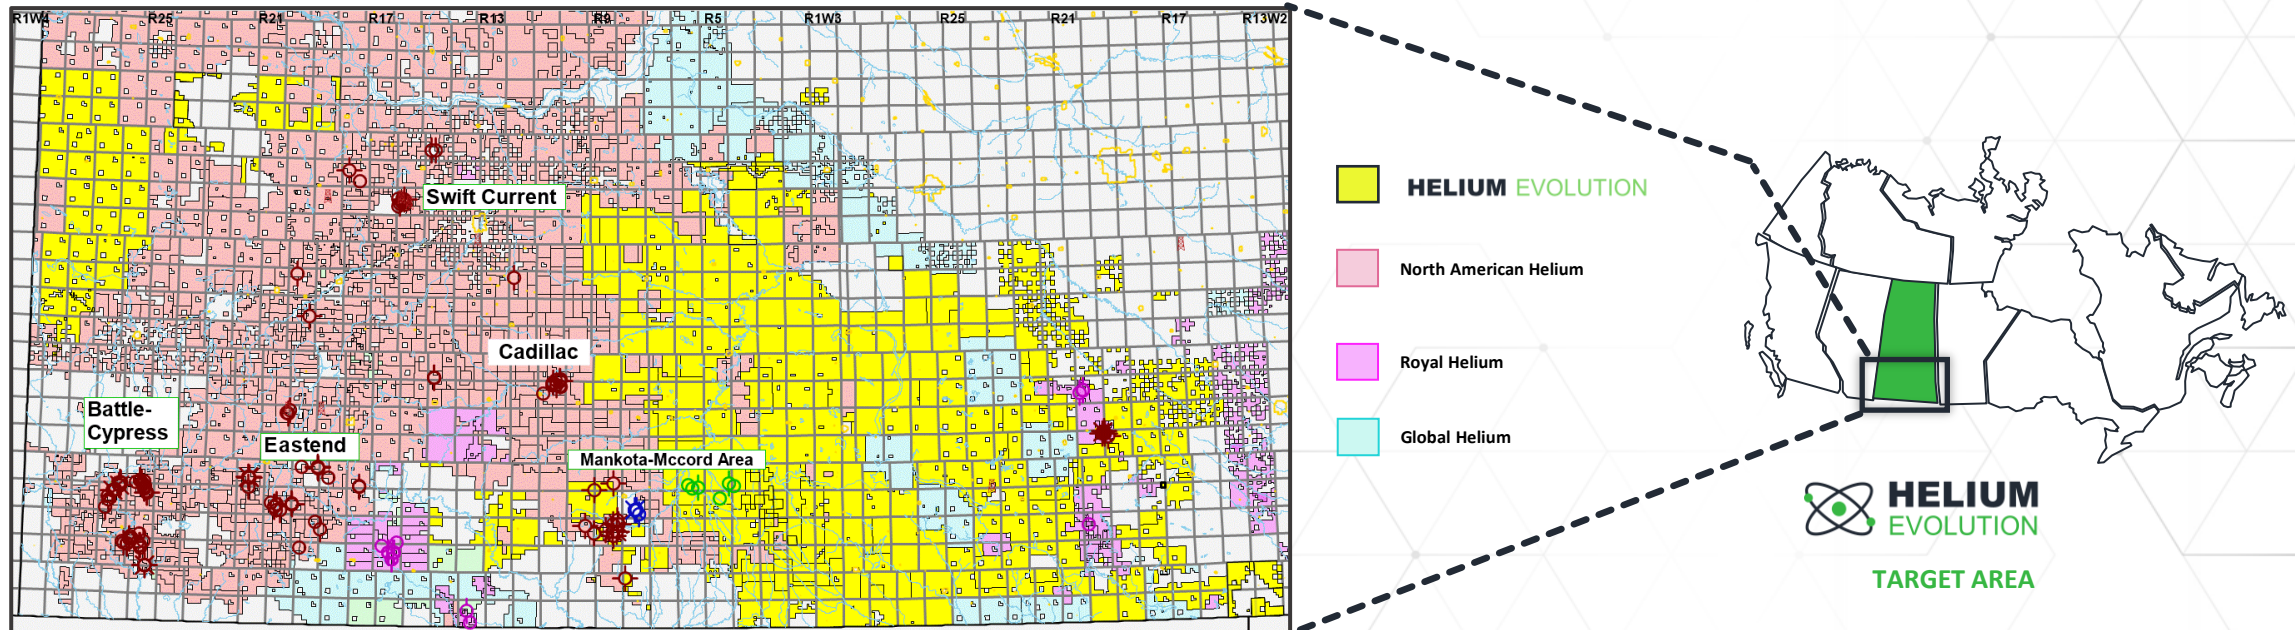 R1W4 R25 R21 R17 R13 R9 R5 R1W3 R25 R21 R17 R13W2
Swift Current
Cadillac
Battle-
Cypress
Eastend
Mankota-Mccord Area
HELIUM EVOLUTION
North American Helium
Royal Helium
Global Helium
HELIUM
EVOLUTION
TARGET AREA